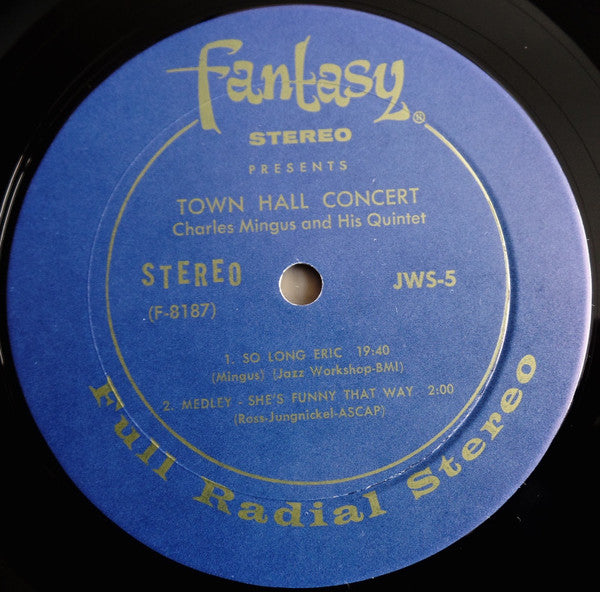 fantasy®
STEREO
PRESENTS
TOWN HALL CONCERT
Charles Mingus and His Quintet
STEREO JWS-5
(F-8187)
1. SO LONG ERIC 19:40
(Mingus) (Jazz Workshop-BMI)
2. MEDLEY - SHE'S FUNNY THAT WAY 2:00
(Ross-Jungnickel-ASCAP)
Full Radial Stereo